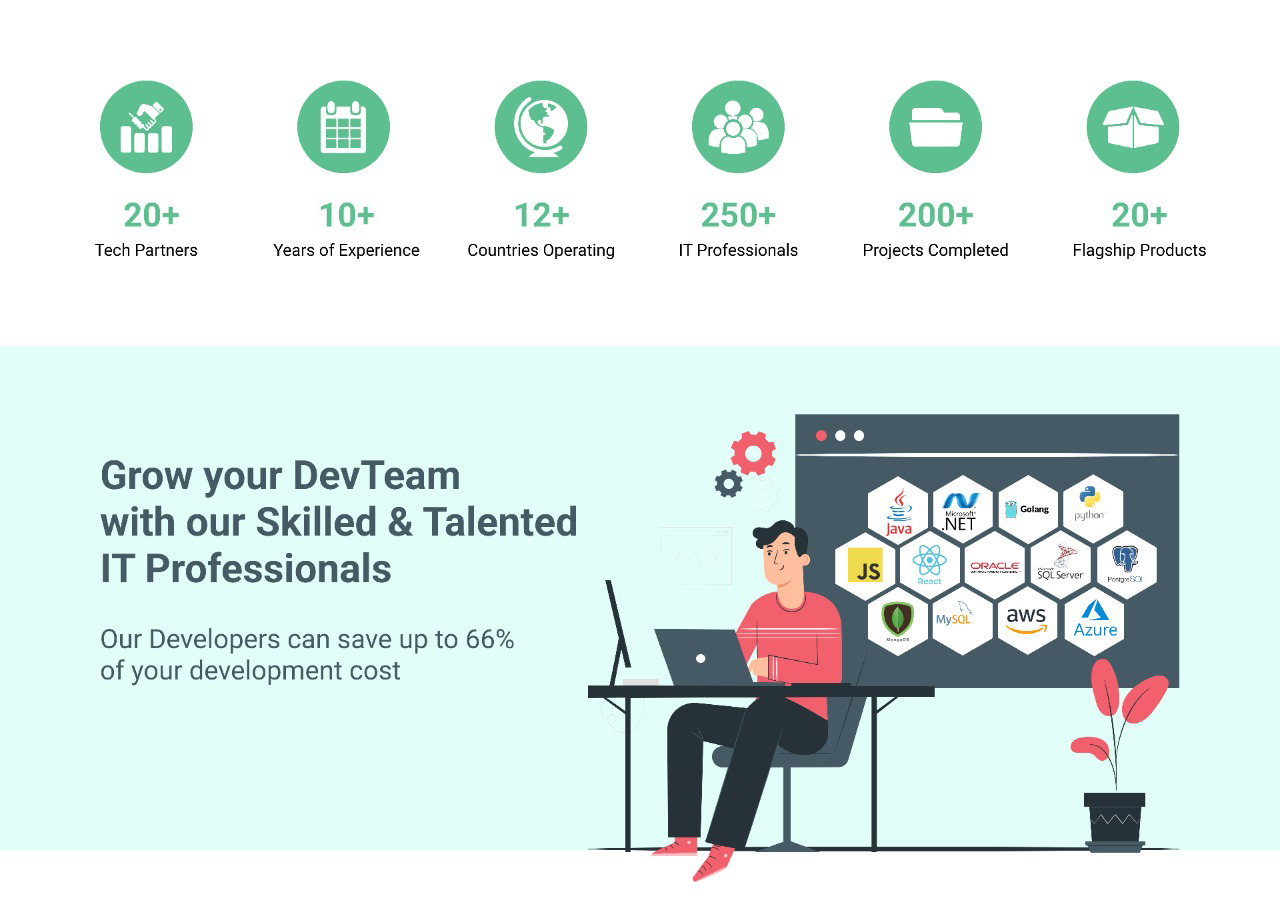 20+ 10+ 12+ 250+ 200+ 20+
Tech Partners Years of Experience Countries Operating IT Professionals Projects Completed Flagship Products
Grow your DevTeam
with our Skilled & Talented
IT Professionals
Our Developers can save up to 66%
of your development cost
Java Microsoft .NET Golang python
JS React ORACLE Microsoft SQL Server PostgreSQL
MongoDB MySQL aws Azure